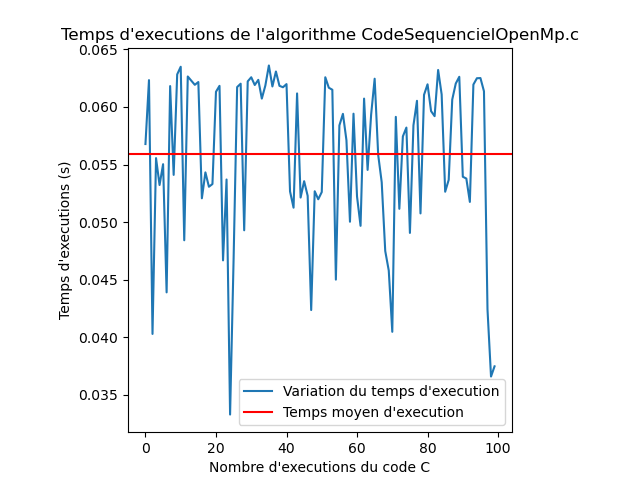 Temps d'executions de l'algorithme CodeSequencielOpenMp.c
0.065
0.060
0.055
0.050
0.045
0.040
0.035
Temps d'executions (s)
Variation du temps d'execution
Temps moyen d'execution
0 20 40 60 80 100
Nombre d'executions du code C